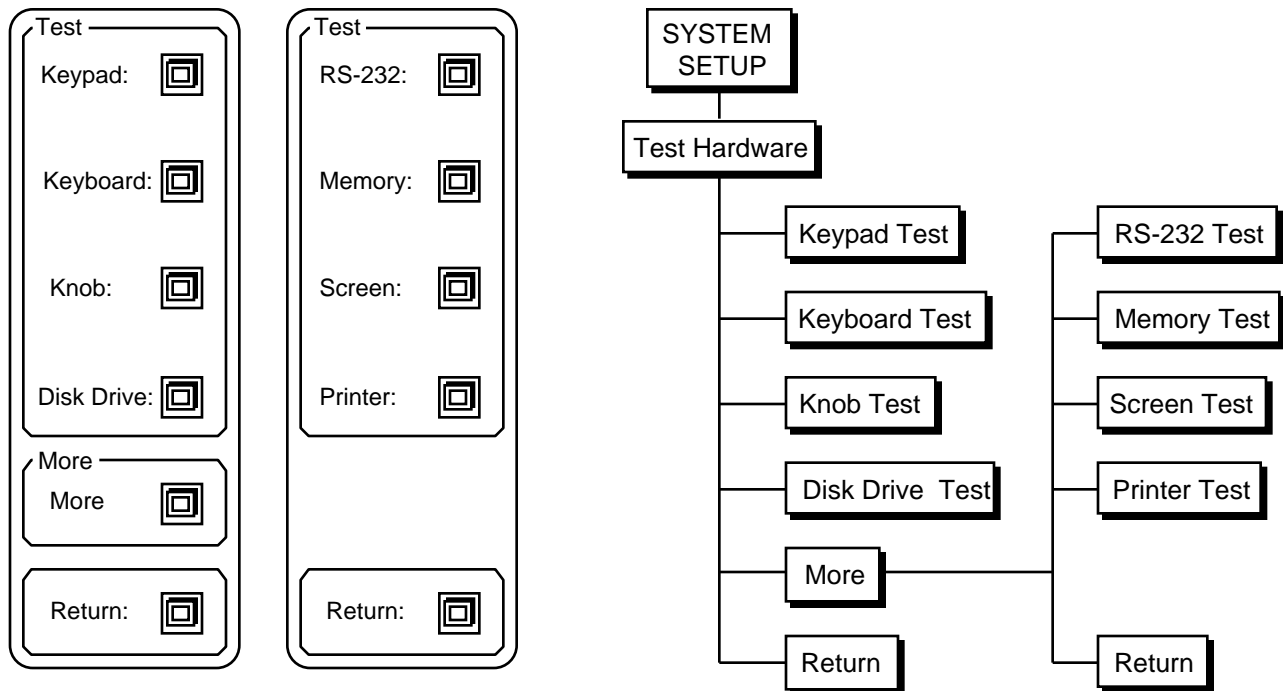 Test
Keypad:
Keyboard:
Knob:
Disk Drive:
More
More
Return:
Test
RS-232:
Memory:
Screen:
Printer:
Return:
SYSTEM
SETUP
Test Hardware
Keypad Test
Keyboard Test
Knob Test
Disk Drive Test
More
Return
RS-232 Test
Memory Test
Screen Test
Printer Test
Return